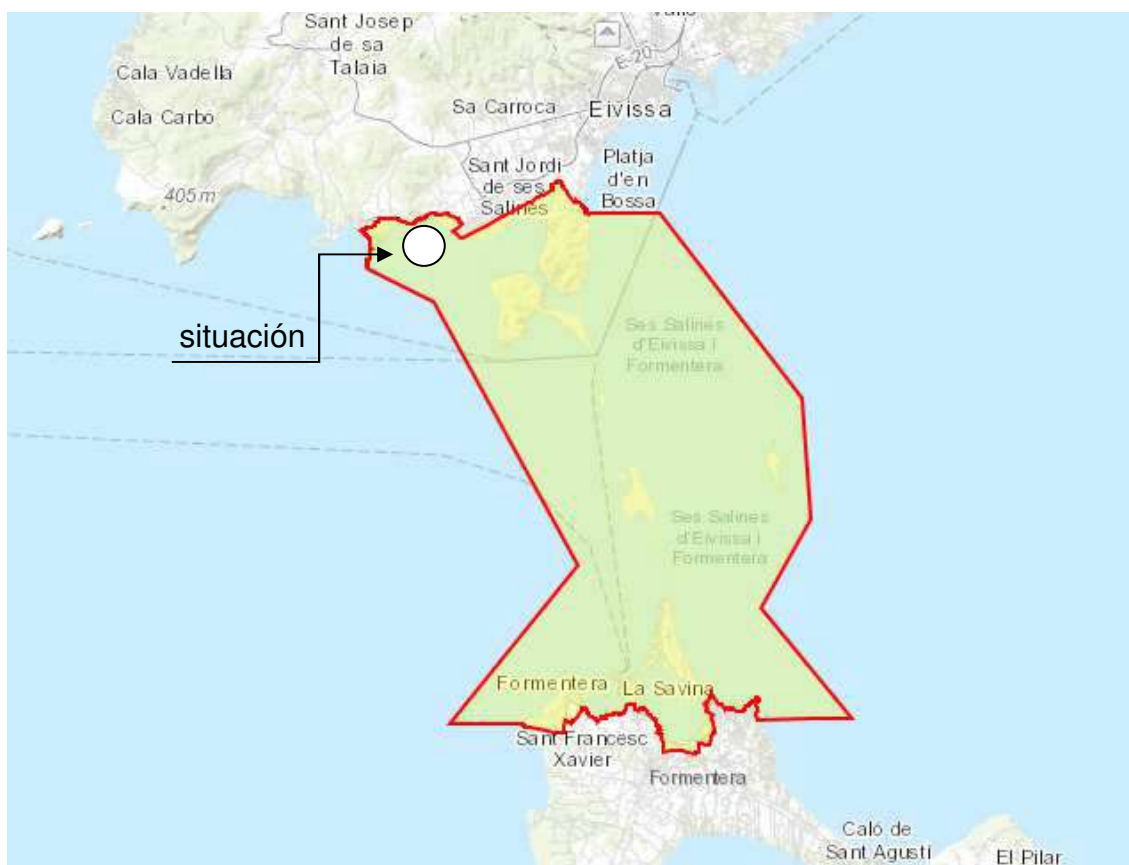 Sant Josep
de sa
Talaia
Cala Vadella
Cala Carbó
E-20
Sa Carroca
Eivissa
Sant Jordi
de ses
Salines
Platja
d'en
Bossa
405 m
situación
Ses Salines
d'Eivissa i
Formentera
Ses Salines
d'Eivissa i
Formentera
Formentera
La Savina
Sant Francesc
Xavier
Formentera
Caló de
Sant Agustí
El Pilar